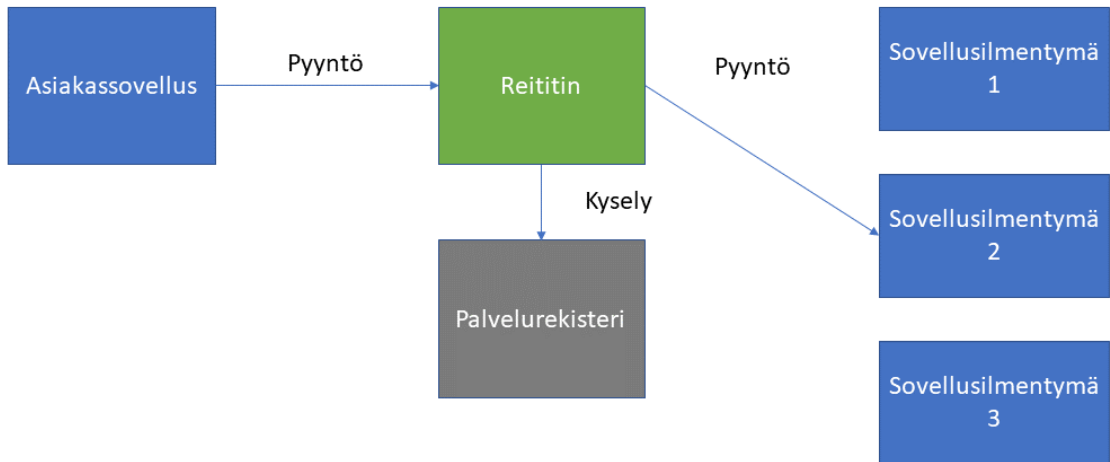 Asiakassovellus
Pyyntö
Reititin
Pyyntö
Sovellusilmentymä
1
Kysely
Sovellusilmentymä
2
Palvelurekisteri
Sovellusilmentymä
3